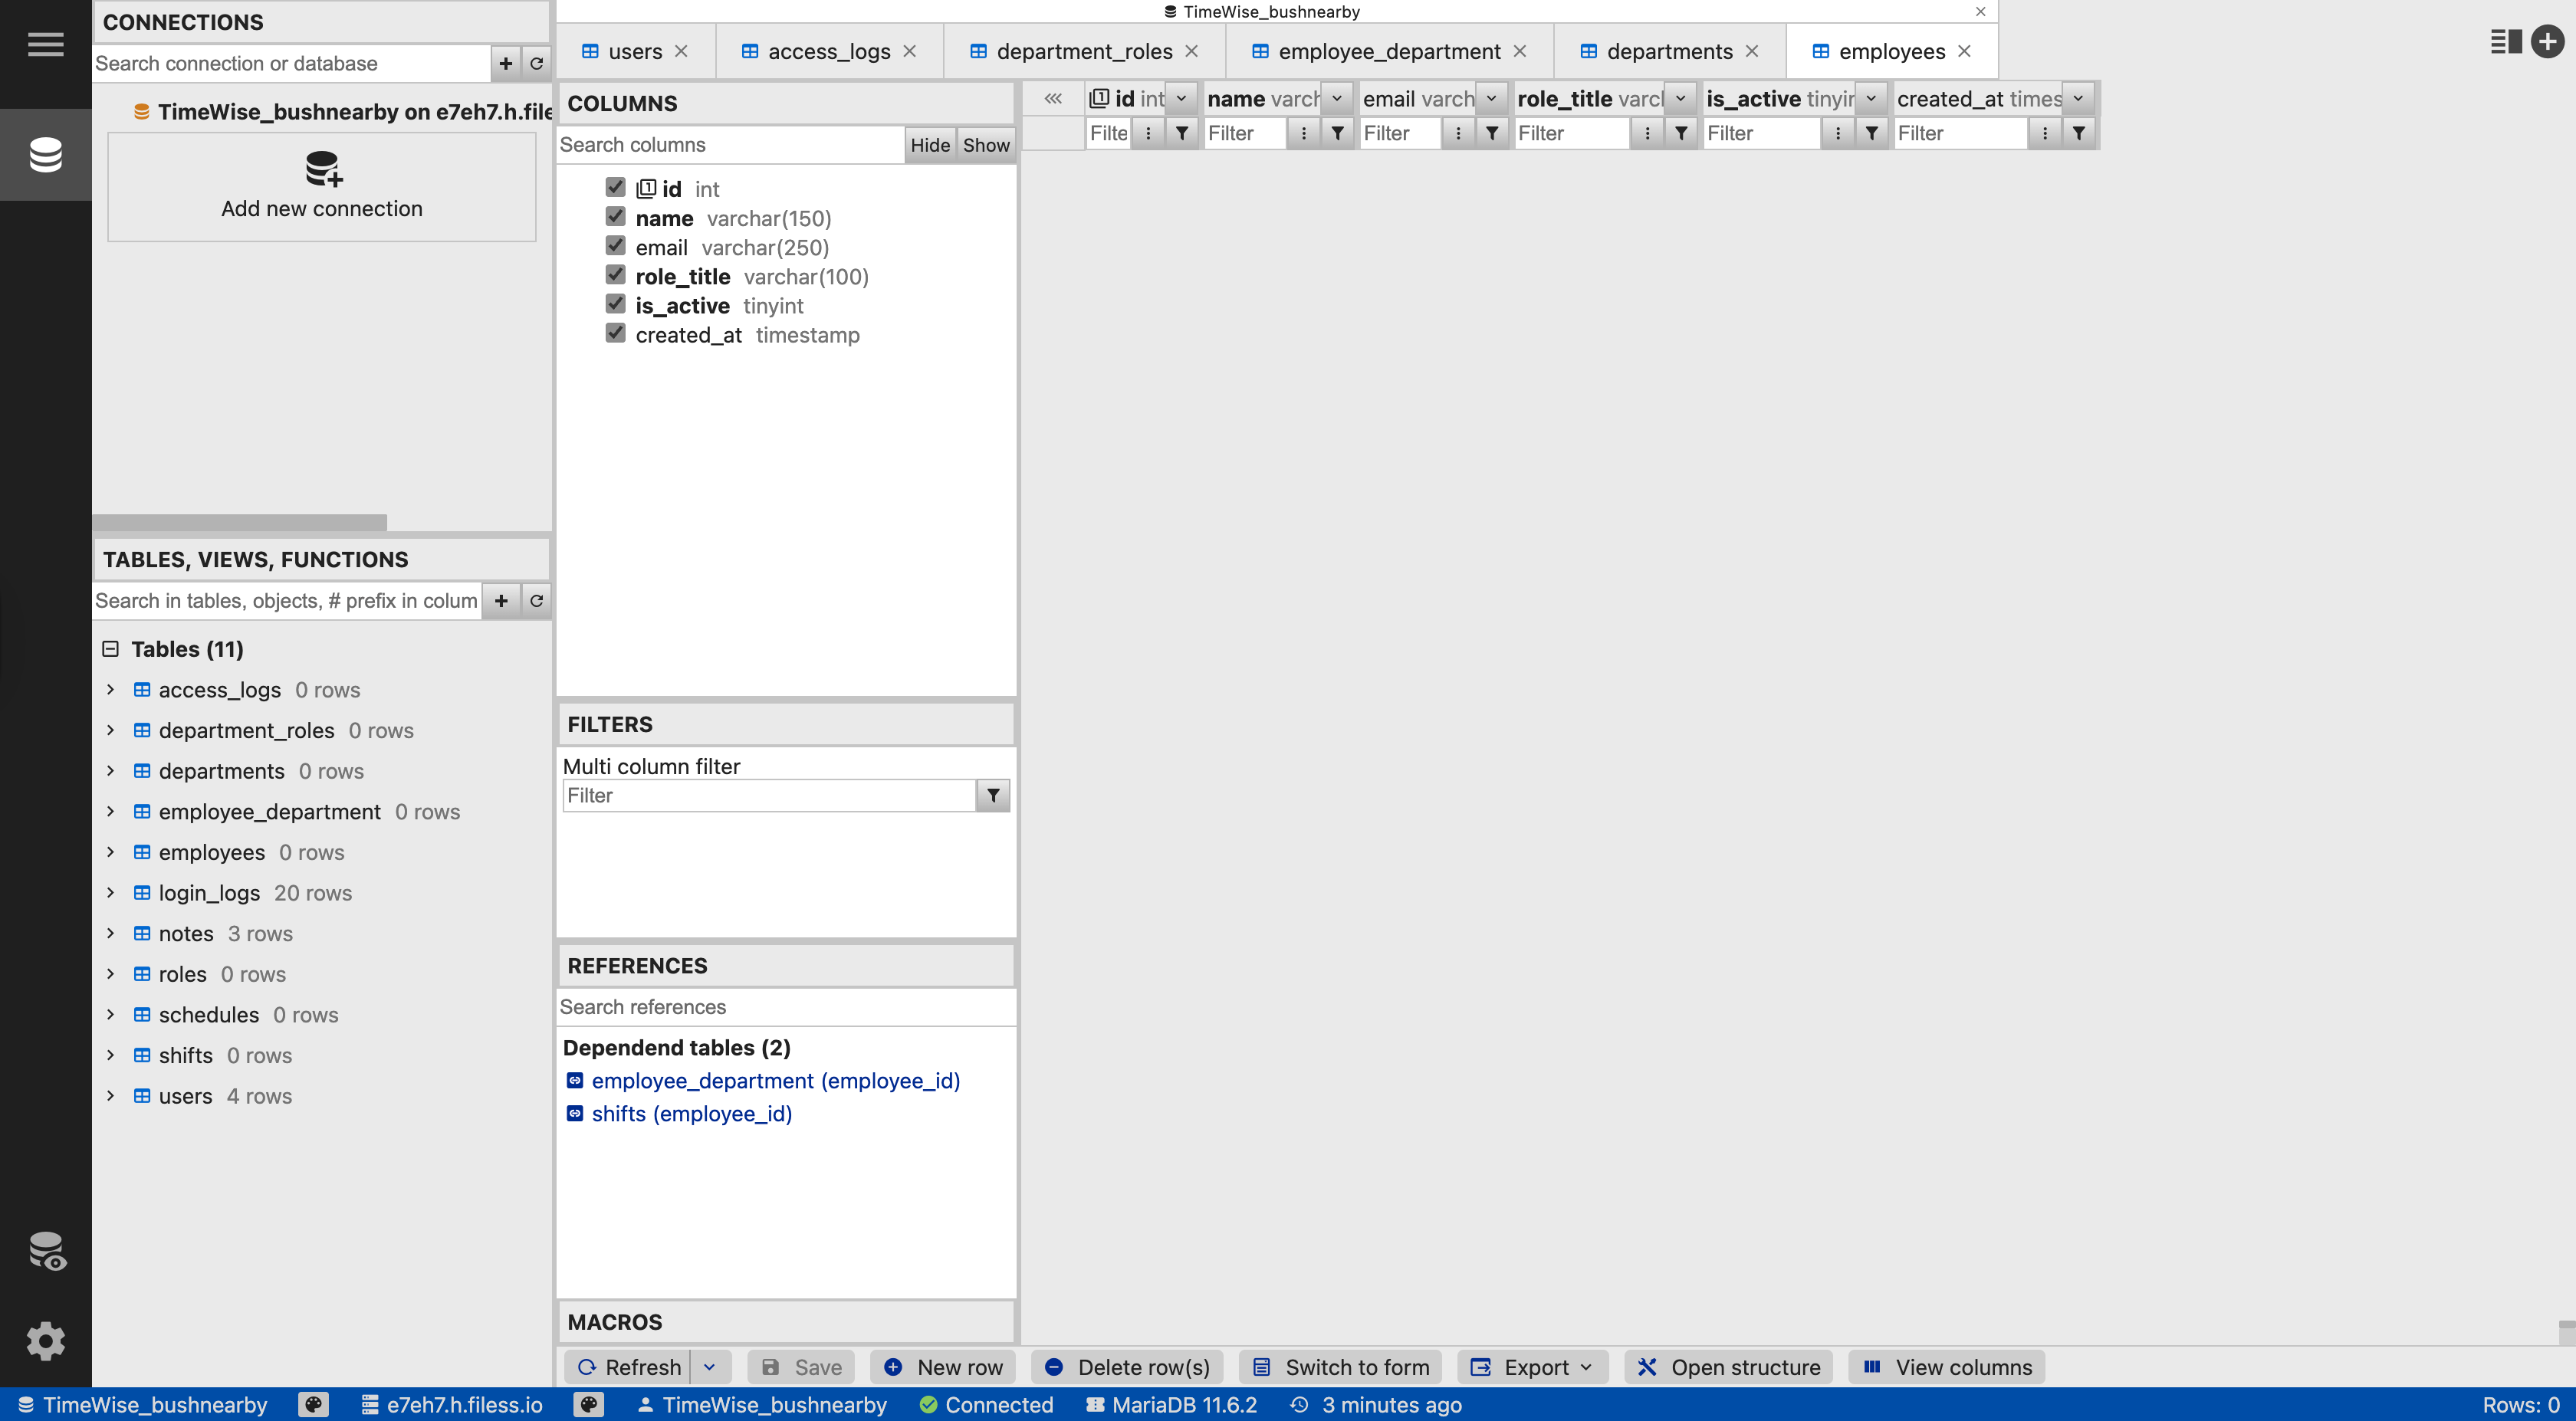 CONNECTIONS
Search connection or database
TimeWise_bushnearby on e7eh7.h.file
Add new connection
TABLES, VIEWS, FUNCTIONS
Search in tables, objects, # prefix in colum
Tables (11)
access_logs 0 rows
department_roles 0 rows
departments 0 rows
employee_department 0 rows
employees 0 rows
login_logs 20 rows
notes 3 rows
roles 0 rows
schedules 0 rows
shifts 0 rows
users 4 rows
TimeWise_bushnearby
users access_logs department_roles employee_department departments employees
COLUMNS
Search columns Hide Show
id int
name varchar(150)
email varchar(250)
role_title varchar(100)
is_active tinyint
created_at timestamp
FILTERS
Multi column filter
Filter
REFERENCES
Search references
Dependend tables (2)
employee_department (employee_id)
shifts (employee_id)
MACROS
id int name varch email varch role_title varcl is_active tinyir created_at times
Filte Filter Filter Filter Filter Filter
Refresh Save New row Delete row(s) Switch to form Export Open structure View columns
TimeWise_bushnearby e7eh7.h.filess.io TimeWise_bushnearby Connected MariaDB 11.6.2 3 minutes ago Rows: 0